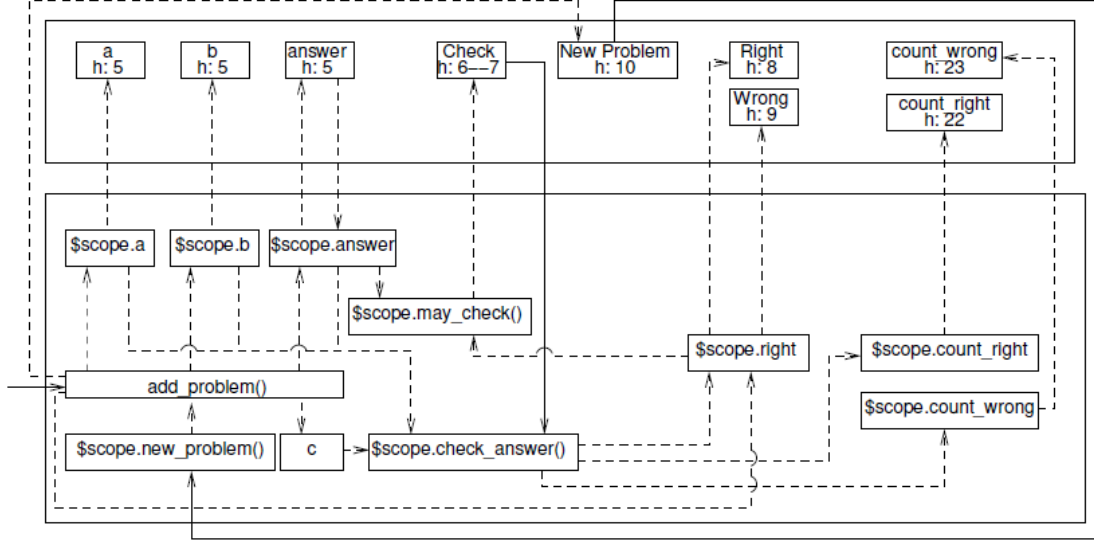 a
h: 5
b
h: 5
answer
h: 5
Check
h: 6−−7
New Problem
h: 10
Right
h: 8
count_wrong
h: 23
Wrong
h: 9
count_right
h: 22
$scope.a
$scope.b
$scope.answer
$scope.may_check()
$scope.right
$scope.count_right
add_problem()
$scope.count_wrong
$scope.new_problem()
c
$scope.check_answer()